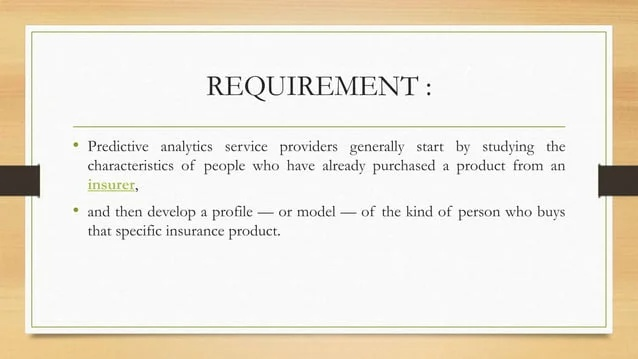 REQUIREMENT :
• Predictive analytics service providers generally start by studying the
characteristics of people who have already purchased a product from an
insurer,
• and then develop a profile — or model — of the kind of person who buys
that specific insurance product.